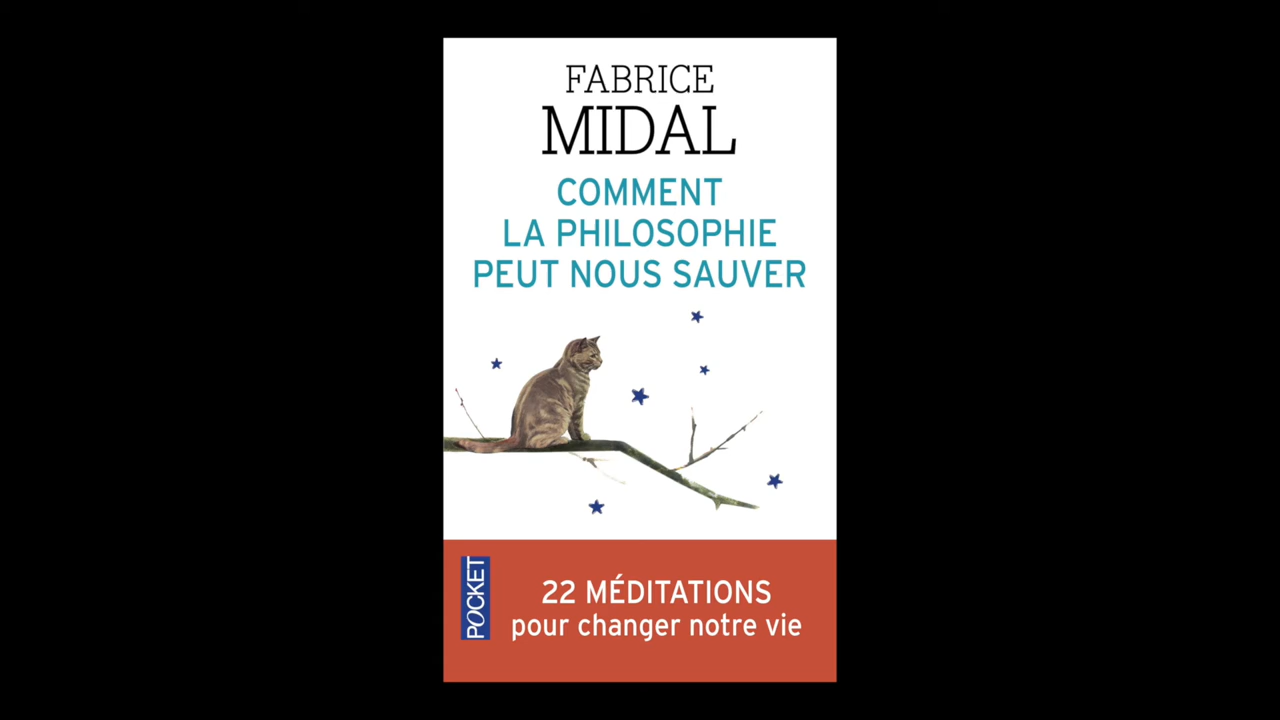 FABRICE
MIDAL
COMMENT
LA PHILOSOPHIE
PEUT NOUS SAUVER
POCKET
22 MÉDITATIONS
pour changer notre vie